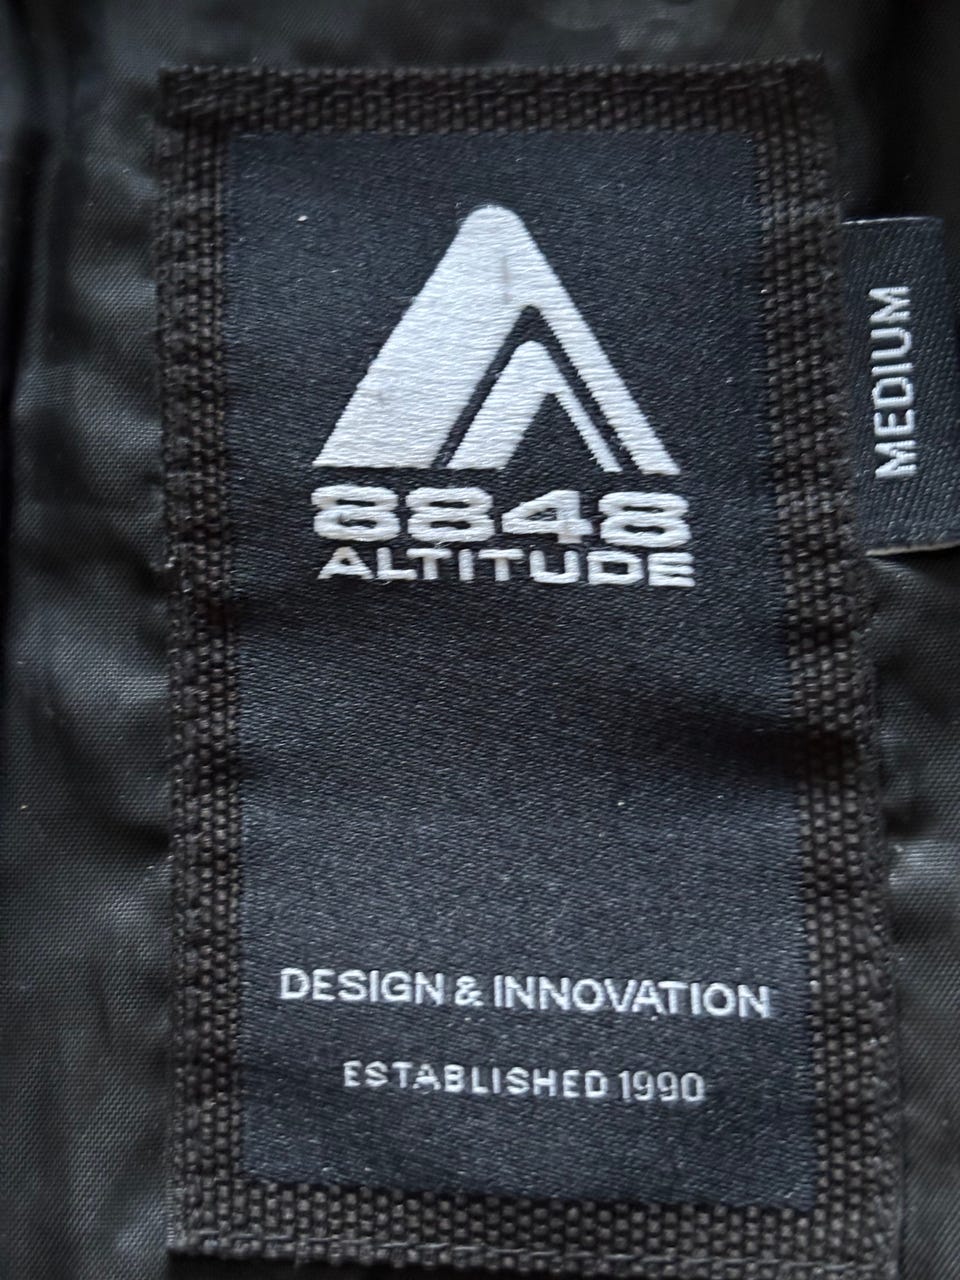 8848
ALTITUDE
MEDIUM
DESIGN & INNOVATION
ESTABLISHED 1990